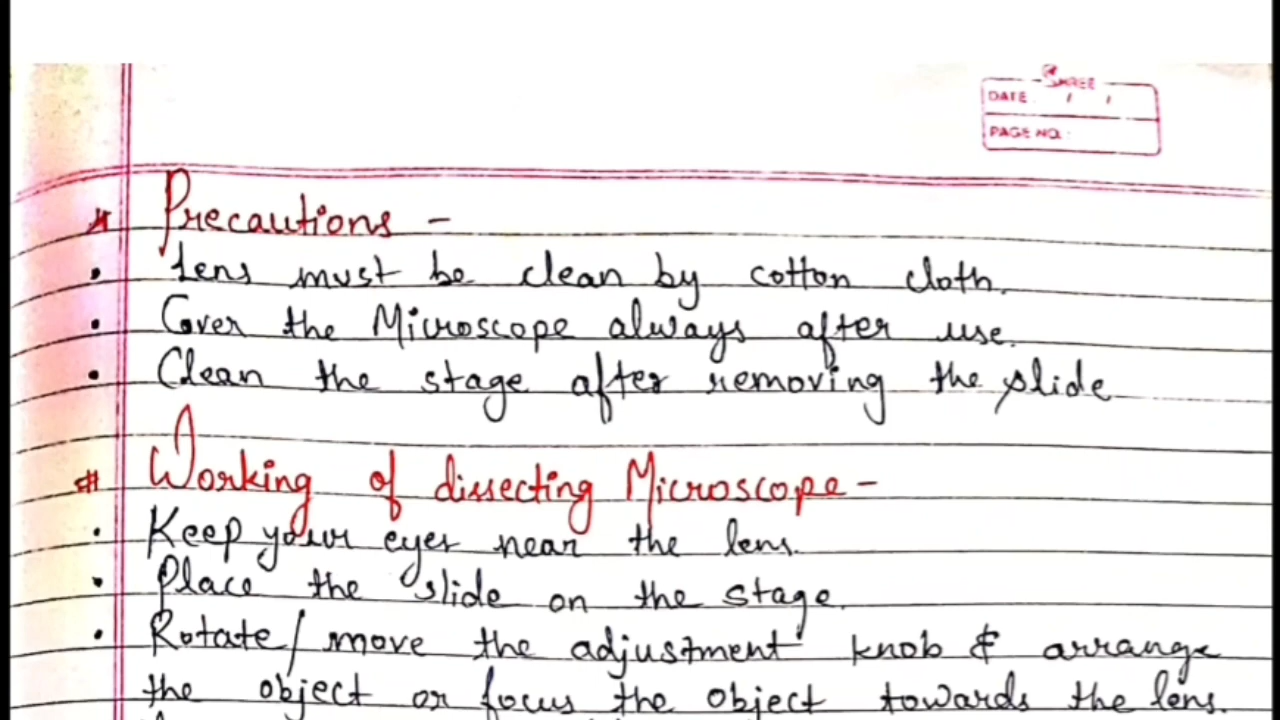 SHREE
DATE / /
PAGE NO. :
# Precautions -
• Lens must be clean by cotton cloth.
• Cover the Microscope always after use.
• Clean the stage after removing the slide
# Working of dissecting Microscope -
• Keep your eyes near the lens.
• Place the slide on the stage.
• Rotate/ move the adjustment knob & arrange
the object or focus the object towards the lens.